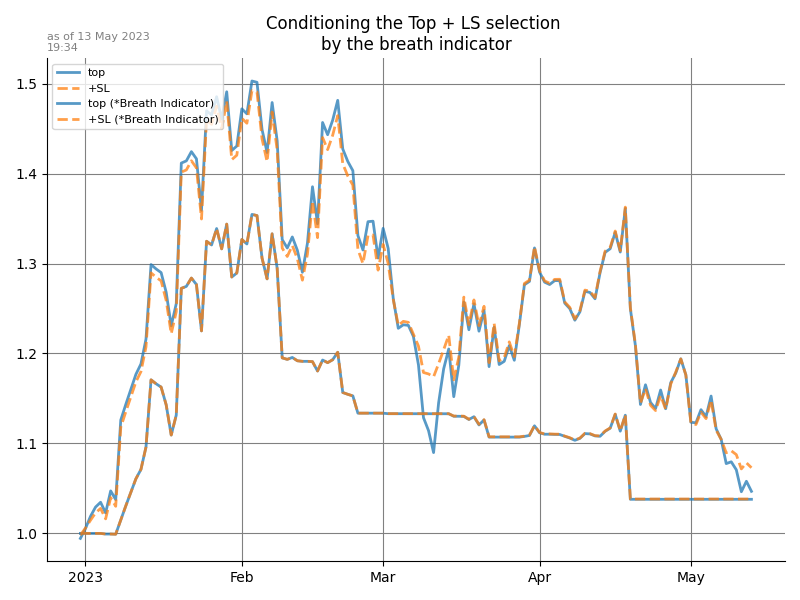 Conditioning the Top + LS selection
by the breath indicator
as of 13 May 2023
19:34
top
+SL
top (*Breath Indicator)
+SL (*Breath Indicator)
1.5
1.4
1.3
1.2
1.1
1.0
2023 Feb Mar Apr May